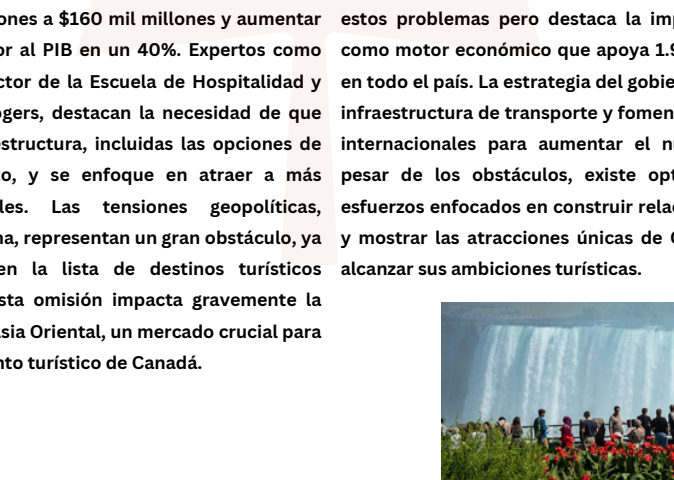 ones a $160 mil millones y aumentar
or al PIB en un 40%. Expertos como
ctor de la Escuela de Hospitalidad y
ogers, destacan la necesidad de que
estructura, incluidas las opciones de
o, y se enfoque en atraer a más
les. Las tensiones geopolíticas,
na, representan un gran obstáculo, ya
en la lista de destinos turísticos
sta omisión impacta gravemente la
Asia Oriental, un mercado crucial para
nto turístico de Canadá.
estos problemas pero destaca la imp
como motor económico que apoya 1.9
en todo el país. La estrategia del gobie
infraestructura de transporte y fomen
internacionales para aumentar el nú
pesar de los obstáculos, existe opt
esfuerzos enfocados en construir rela
y mostrar las atracciones únicas de C
alcanzar sus ambiciones turísticas.